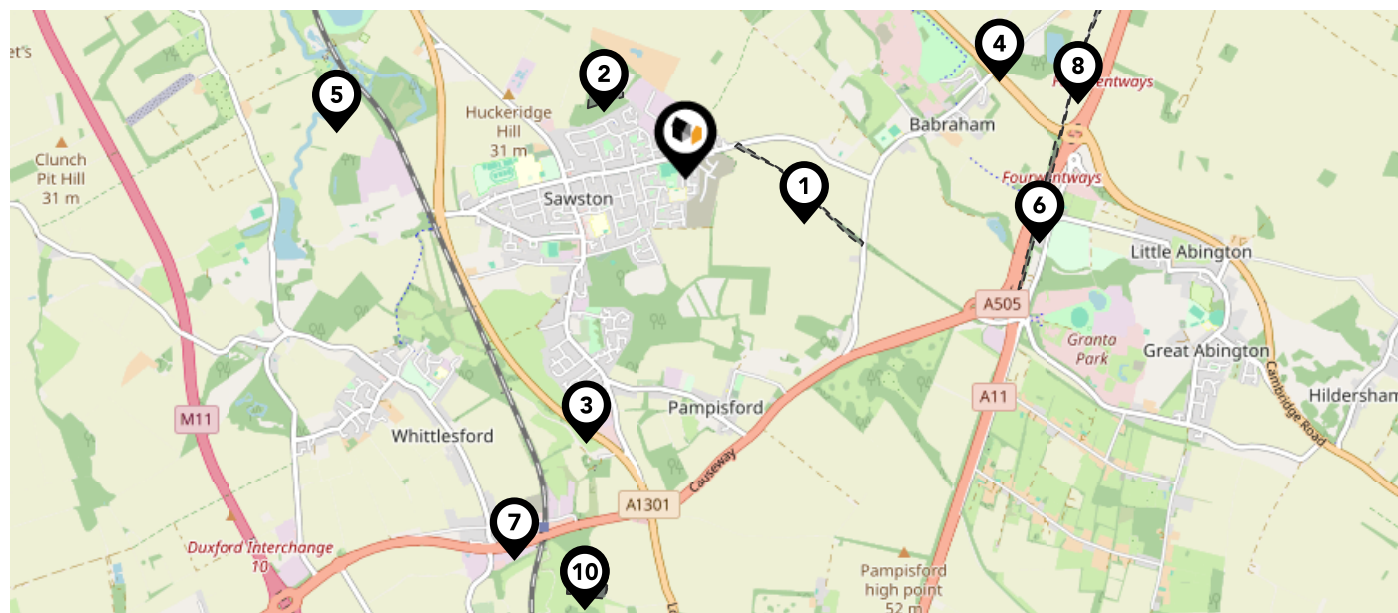 et's
4
8
2
Fourwentways
5
Huckeridge
Hill
31 m
Babraham
Clunch
Pit Hill
31 m
1
Fourwentways
Sawston
6
Little Abington
A505
Granta
Park
Great Abington
Cambridge Road
A11
Hildersham
3
Pampisford
M11
Whittlesford
Causeway
A1301
7
Duxford Interchange
10
10
Pampisford
high point
52 m